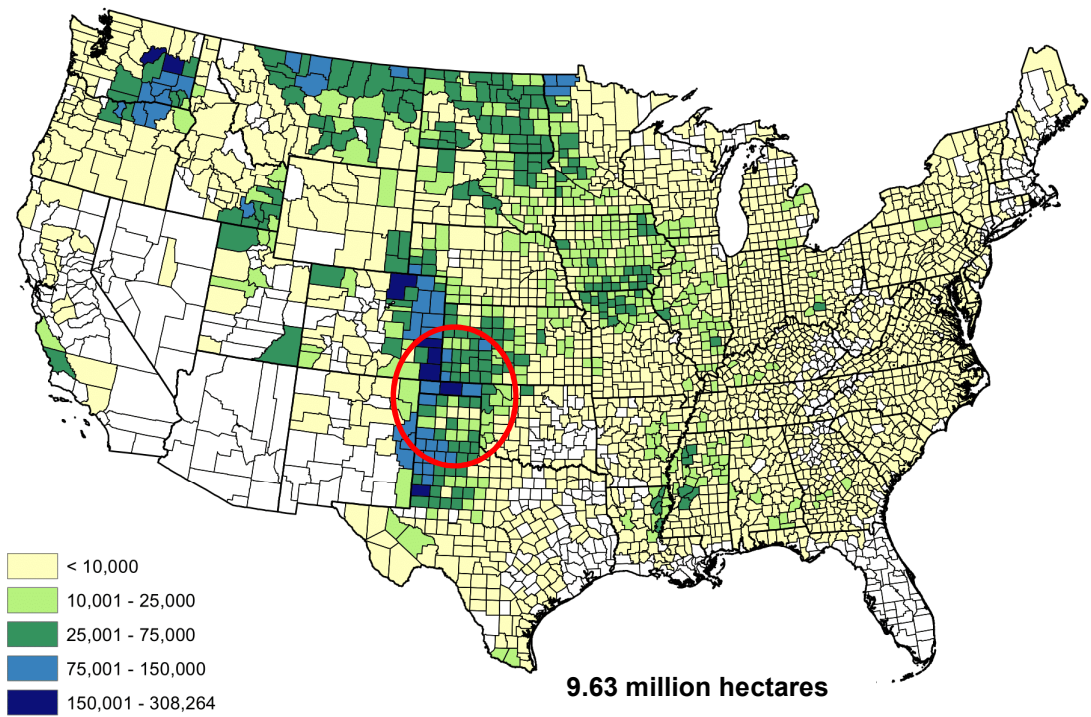 < 10,000
10,001 - 25,000
25,001 - 75,000
75,001 - 150,000
150,001 - 308,264
9.63 million hectares